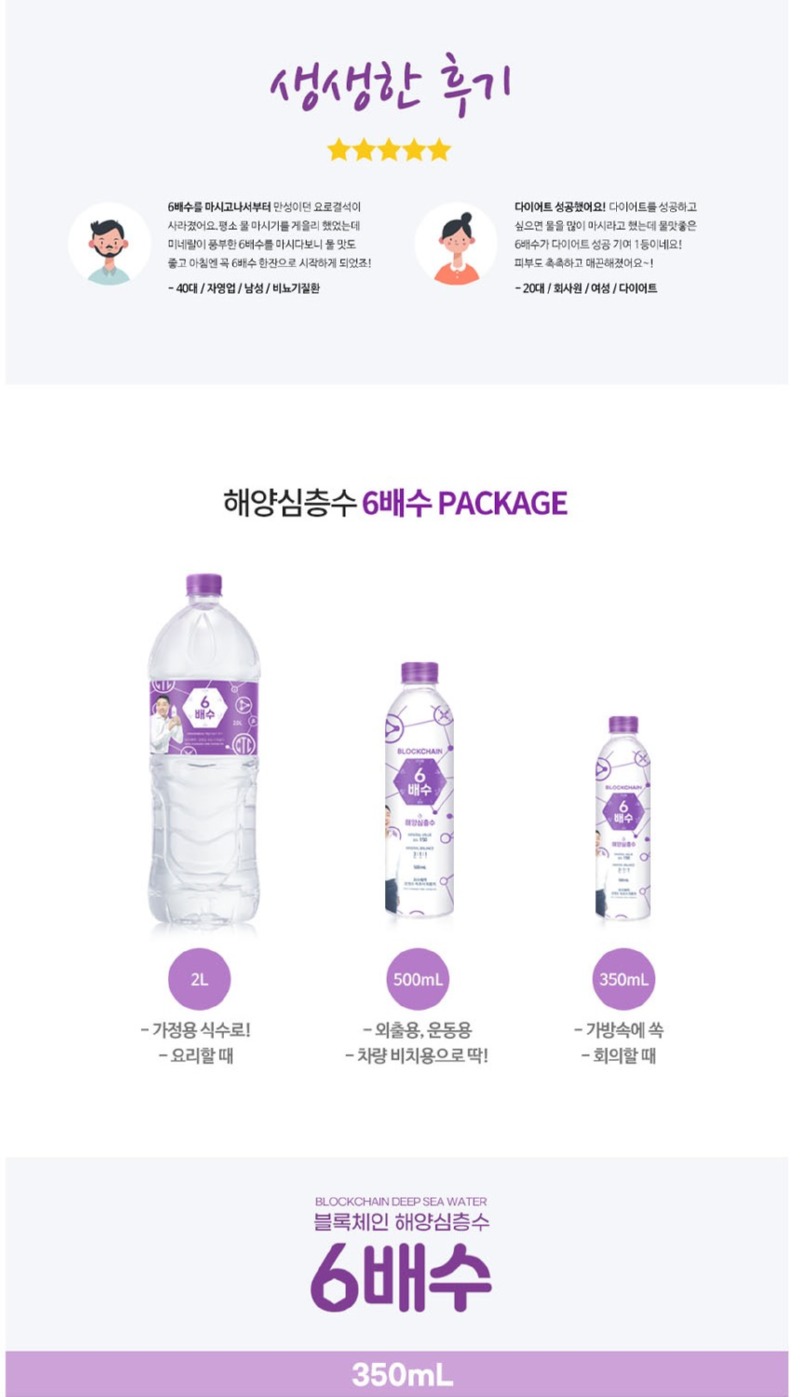 생생한 후기
6배수를 마시고나서부터 만성이던 요로결석이
사라졌어요.평소 물 마시기를 게을리 했었는데
미네랄이 풍부한 6배수를 마시다보니 물 맛도
좋고 아침엔 꼭 6배수 한잔으로 시작하게 되었죠!
- 40대 / 자영업 / 남성 / 비뇨기질환
다이어트 성공했어요! 다이어트를 성공하고
싶으면 물을 많이 마시라고 했는데 물맛좋은
6배수가 다이어트 성공 기여 1등이네요!
피부도 촉촉하고 매끈해졌어요~!
- 20대 / 회사원 / 여성 / 다이어트
해양심층수 6배수 PACKAGE
CTC
6
배수
2.0L
CTC
BLOCKCHAIN
6
배수
해양심층수
500mL
BLOCKCHAIN
6
배수
해양심층수
2L
500mL
350mL
- 가정용 식수로!
- 요리할 때
- 외출용, 운동용
- 차량 비치용으로 딱!
- 가방속에 쏙
- 회의할 때
BLOCKCHAIN DEEP SEA WATER
블록체인 해양심층수
6배수
350mL